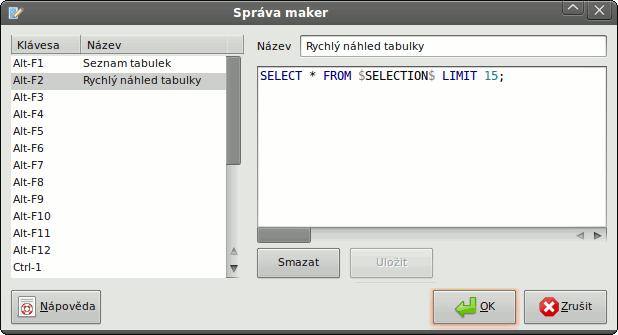 Správa maker
Klávesa Název
Alt-F1 Seznam tabulek
Alt-F2 Rychlý náhled tabulky
Alt-F3
Alt-F4
Alt-F5
Alt-F6
Alt-F7
Alt-F8
Alt-F9
Alt-F10
Alt-F11
Alt-F12
Ctrl-1
Název Rychlý náhled tabulky
SELECT * FROM $SELECTION$ LIMIT 15;
Smazat Uložit
Nápověda OK Zrušit